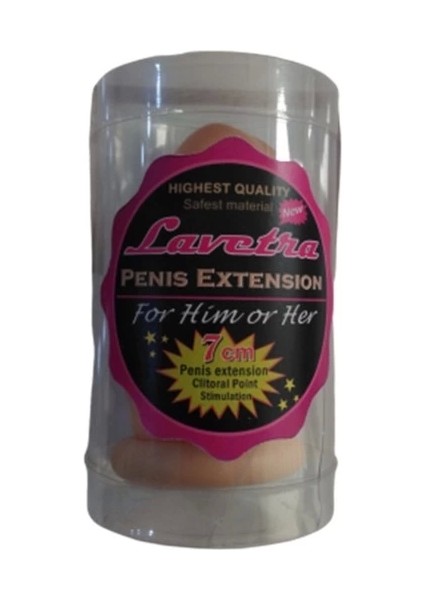 HIGHEST QUALITY
Safest material
New
Lavetra
PENIS EXTENSION
For Him or Her
7cm
Penis extension
Clitoral Point
Stimulation